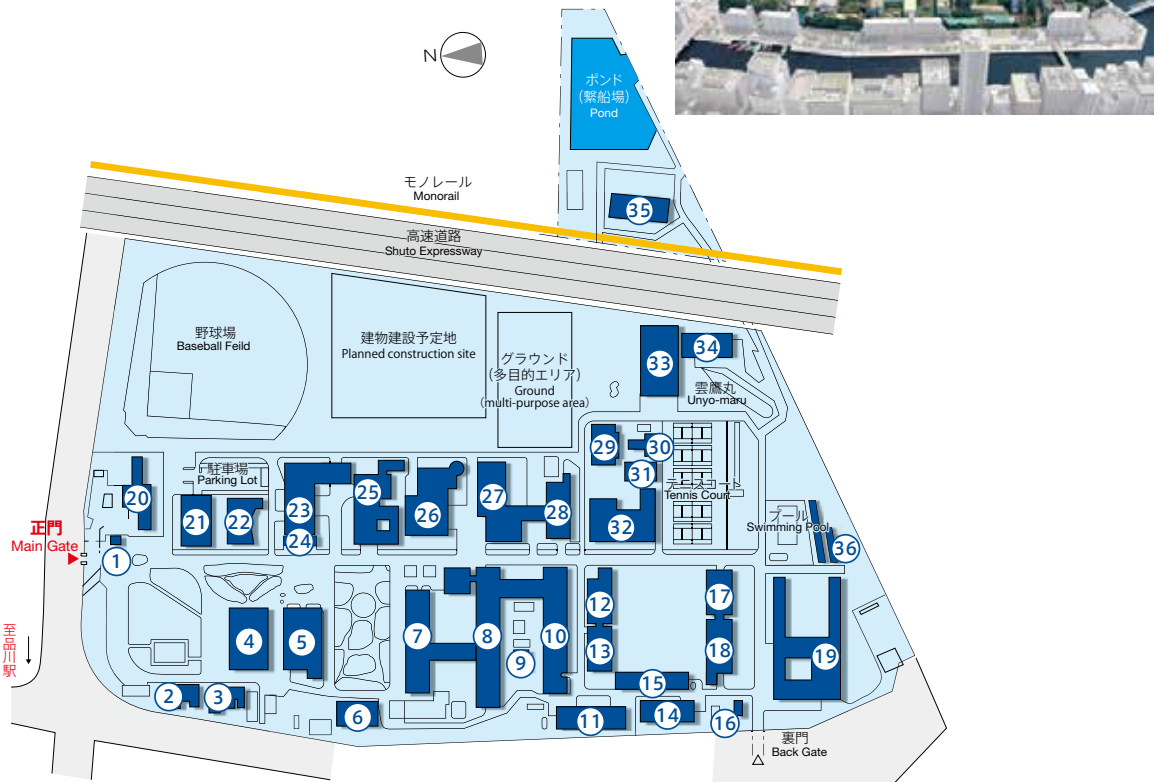 N
ポンド
(繋船場)
Pond
35
モノレール
Monorail
高速道路
Shuto Expressway
野球場
Baseball Feild
建物建設予定地
Planned construction site
グラウンド
(多目的エリア)
Ground
(multi-purpose area)
33
34
雲鷹丸
Unyo-maru
29
30
31
32
テニスコート
Tennis Court
プール
Swimming Pool
36
駐車場
Parking Lot
20
21
22
23
24
25
26
27
28
正門
Main Gate
1
至品川駅
2
3
4
5
6
7
8
9
10
11
12
13
14
15
16
17
18
19
裏門
Back Gate